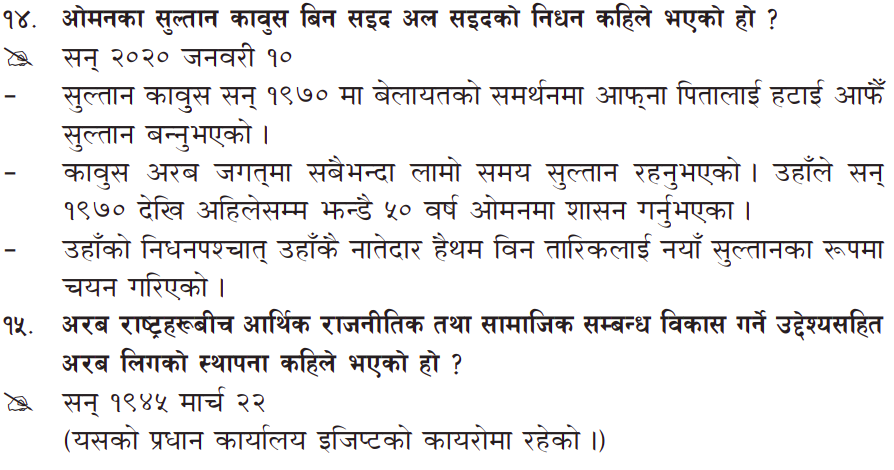 १४. ओमनका सुल्तान कावुस बिन सइद अल सइदको निधन कहिले भएको हो ?
सन् २०२० जनवरी १०
- सुल्तान कावुस सन् १९७० मा बेलायतको समर्थनमा आफ्ना पितालाई हटाई आफैँ
सुल्तान बन्नुभएको ।
- कावुस अरब जगत्‌मा सबैभन्दा लामो समय सुल्तान रहनुभएको । उहाँले सन्
१९७० देखि अहिलेसम्म झन्डै ५० वर्ष ओमनमा शासन गर्नुभएका ।
- उहाँको निधनपश्चात् उहाँकै नातेदार हैथम विन तारिकलाई नयाँ सुल्तानका रूपमा
चयन गरिएको ।
१५. अरब राष्ट्रहरूबीच आर्थिक राजनीतिक तथा सामाजिक सम्बन्ध विकास गर्ने उद्देश्यसहित
अरब लिगको स्थापना कहिले भएको हो ?
सन् १९४५ मार्च २२
(यसको प्रधान कार्यालय इजिप्टको कायरोमा रहेको ।)